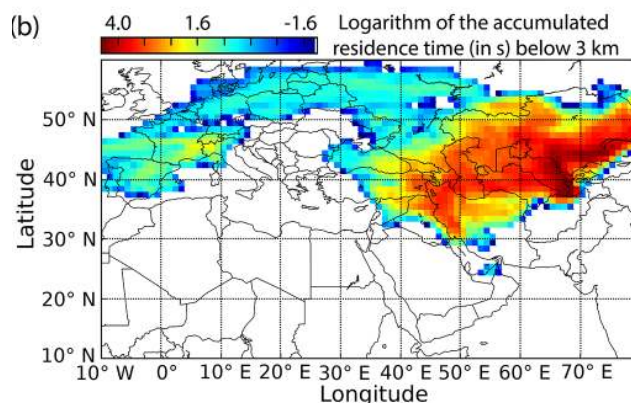 (b)
4.0 1.6 -1.6
Logarithm of the accumulated
residence time (in s) below 3 km
Latitude
50° N
40° N
30° N
20° N
10° N
10° W 0° 10° E 20° E 30° E 40° E 50° E 60° E 70° E
Longitude